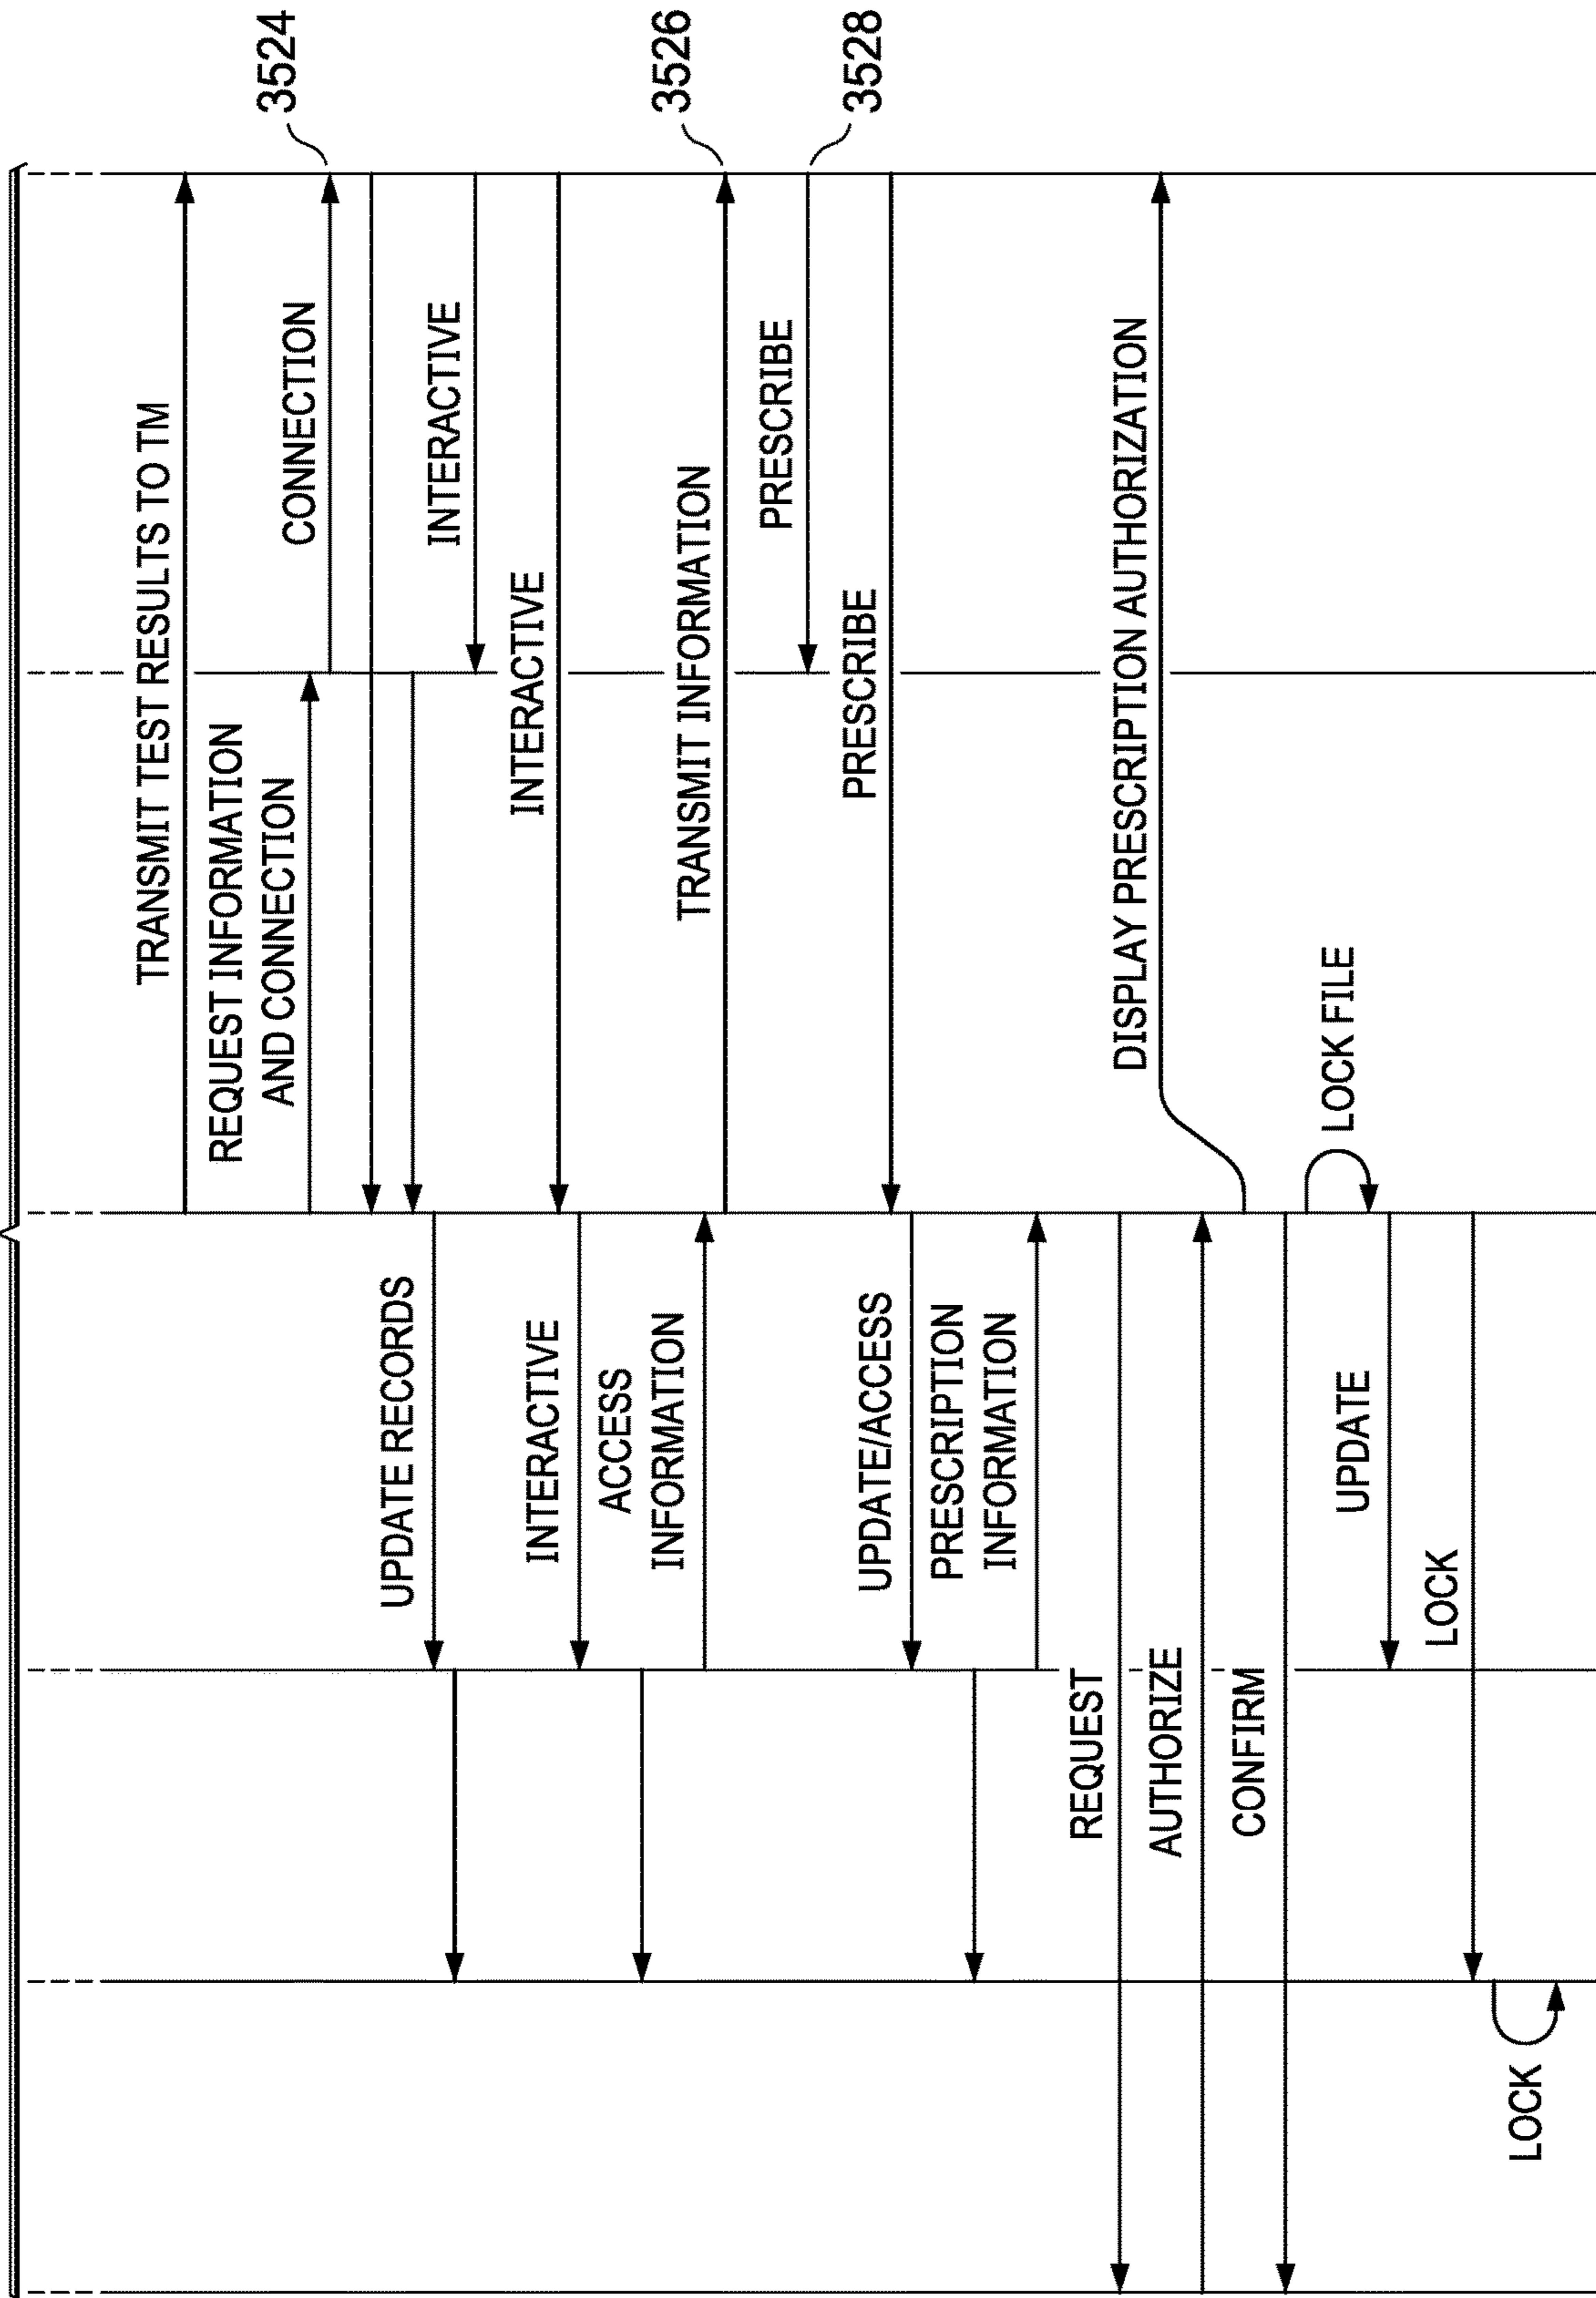 TRANSMIT TEST RESULTS TO TM
REQUEST INFORMATION
AND CONNECTION
CONNECTION
3524
UPDATE RECORDS
INTERACTIVE
INTERACTIVE
INTERACTIVE
ACCESS
INFORMATION
TRANSMIT INFORMATION
3526
PRESCRIBE
3528
PRESCRIBE
UPDATE/ACCESS
PRESCRIPTION
INFORMATION
REQUEST
DISPLAY PRESCRIPTION AUTHORIZATION
AUTHORIZE
CONFIRM
LOCK FILE
UPDATE
LOCK
LOCK